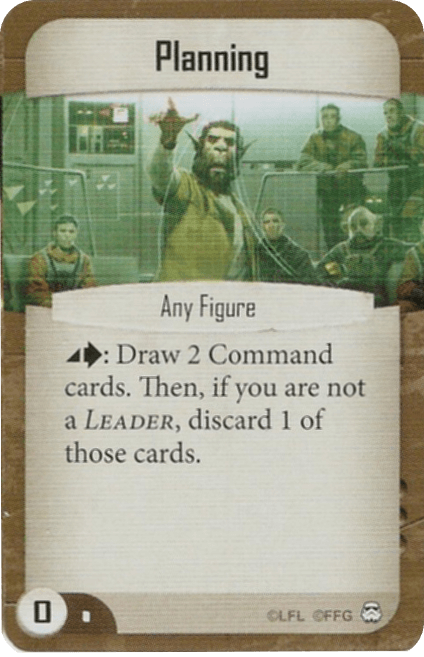 Planning
Any Figure
: Draw 2 Command
cards. Then, if you are not
a LEADER, discard 1 of
those cards.
0
©LFL ©FFG